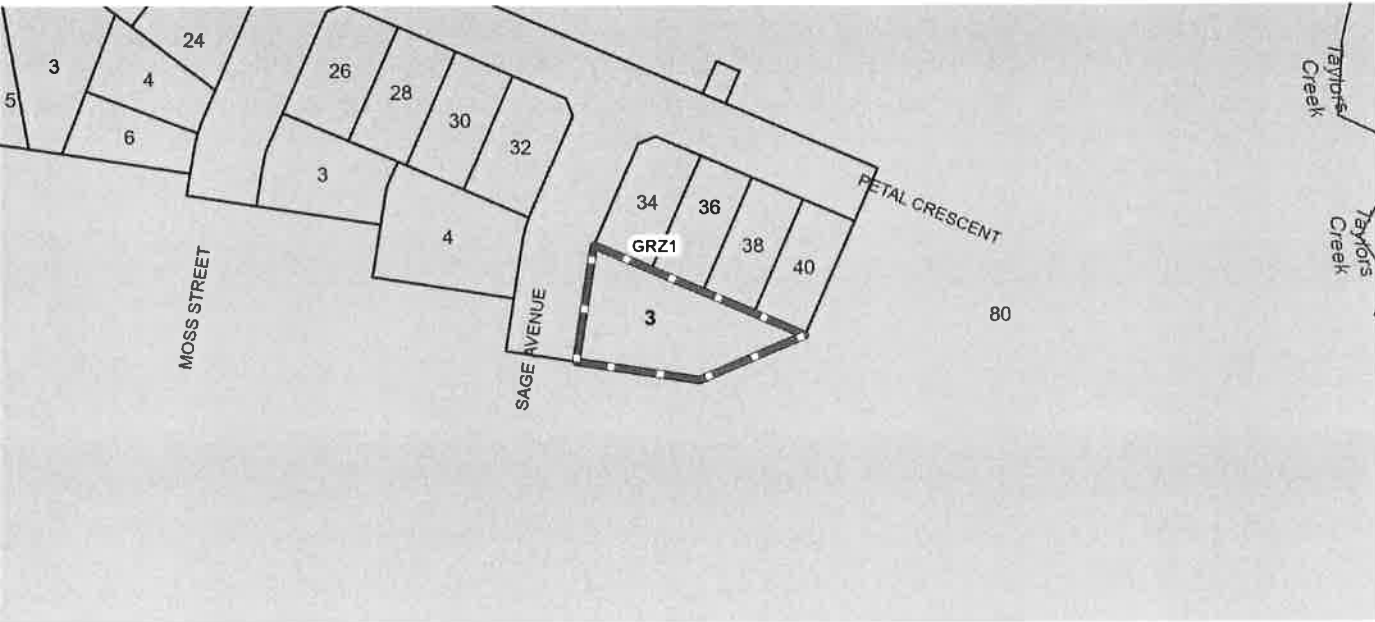 24
3
4
5
6
26
28
30
32
3
4
34
36
38
40
GRZ1
3
80
PETAL CRESCENT
MOSS STREET
SAGE AVENUE
Taylors
Creek
Taylors
Creek